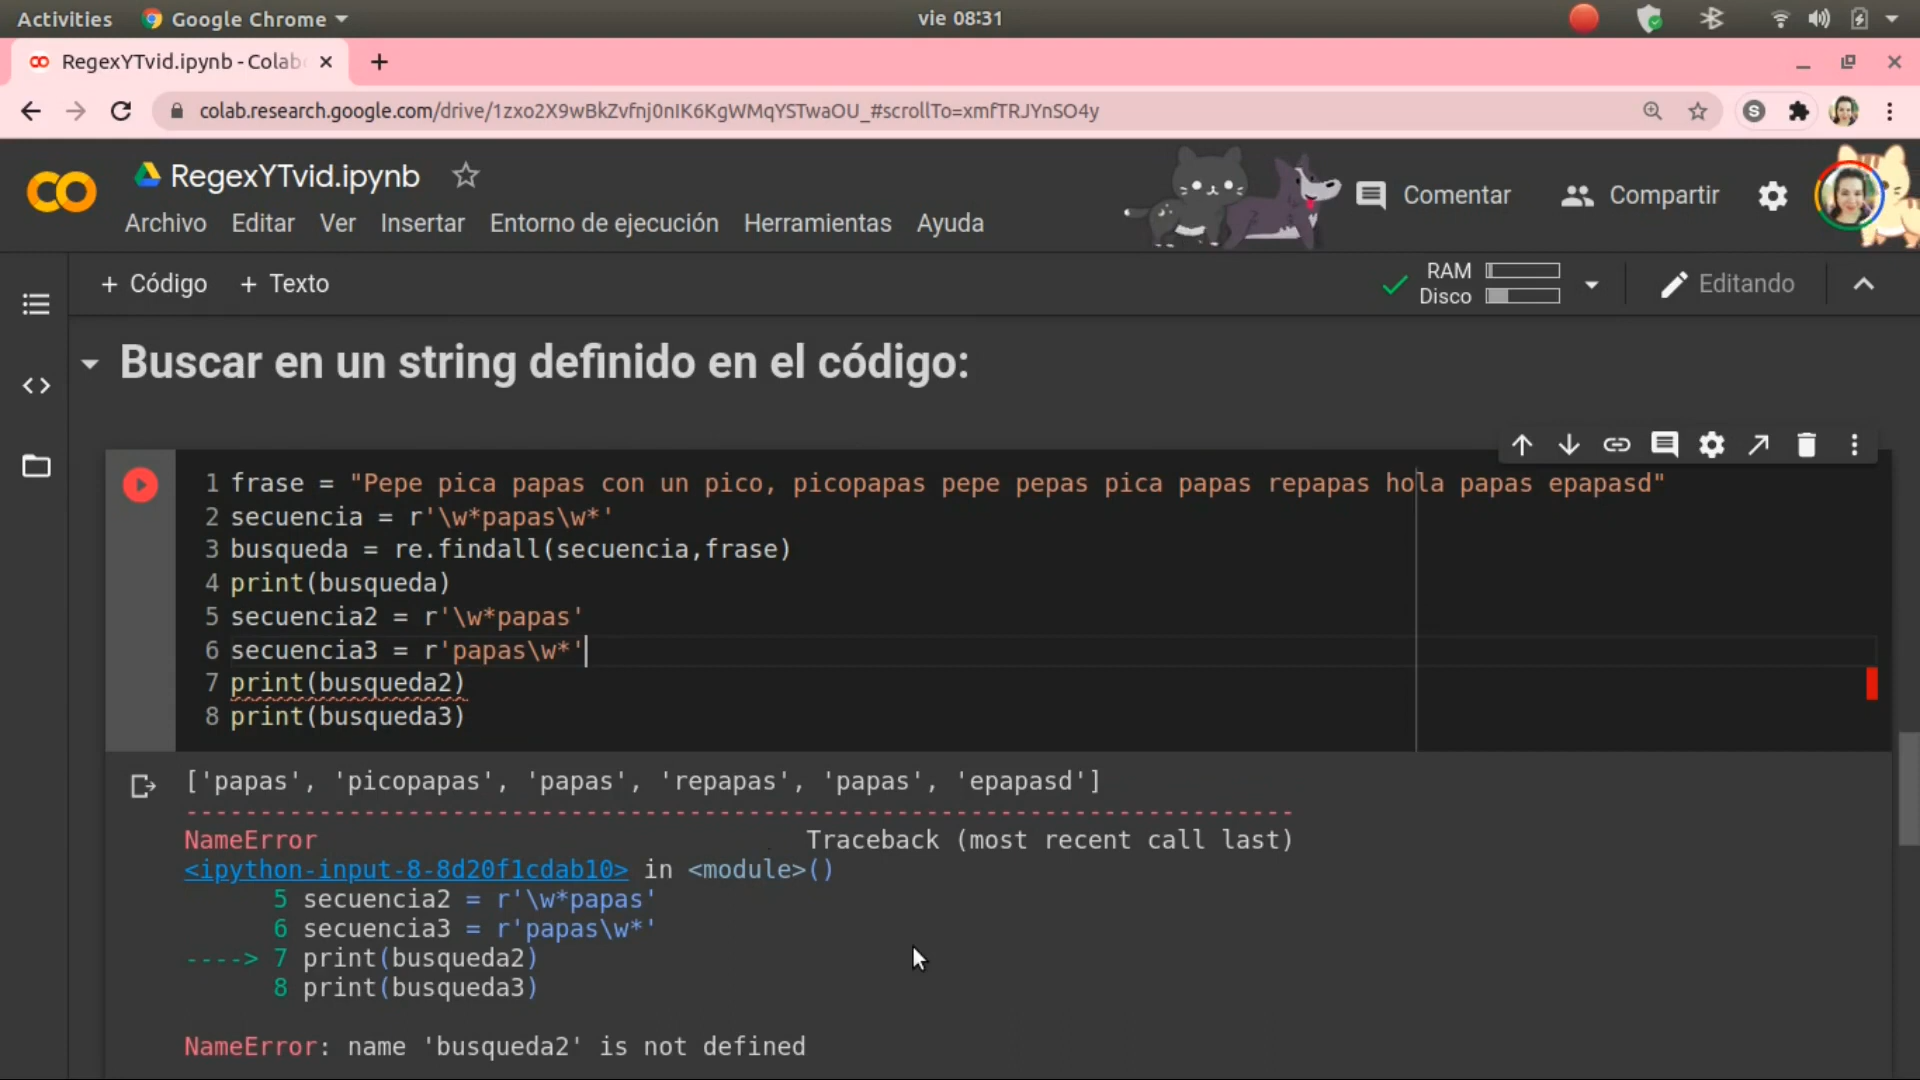 Activities Google Chrome vie 08:31
RegexYTvid.ipynb - Colab
colab.research.google.com/drive/1zxo2X9wBkZvfnj0nIK6KgWMqYSTwaOU_#scrollTo=xmfTRJYnSO4y S
RegexYTvid.ipynb
Comentar Compartir
Archivo Editar Ver Insertar Entorno de ejecución Herramientas Ayuda
+ Código + Texto RAM Disco Editando
Buscar en un string definido en el código:
1 frase = "Pepe pica papas con un pico, picopapas pepe pepas pica papas repapas hola papas epapasd"
2 secuencia = r'\w*papas\w*'
3 busqueda = re.findall(secuencia,frase)
4 print(busqueda)
5 secuencia2 = r'\w*papas'
6 secuencia3 = r'papas\w*'
7 print(busqueda2)
8 print(busqueda3)
['papas', 'picopapas', 'papas', 'repapas', 'papas', 'epapasd']
---------------------------------------------------------------------------
NameError Traceback (most recent call last)
<ipython-input-8-8d20f1cdab10> in <module>()
5 secuencia2 = r'\w*papas'
6 secuencia3 = r'papas\w*'
----> 7 print(busqueda2)
8 print(busqueda3)
NameError: name 'busqueda2' is not defined